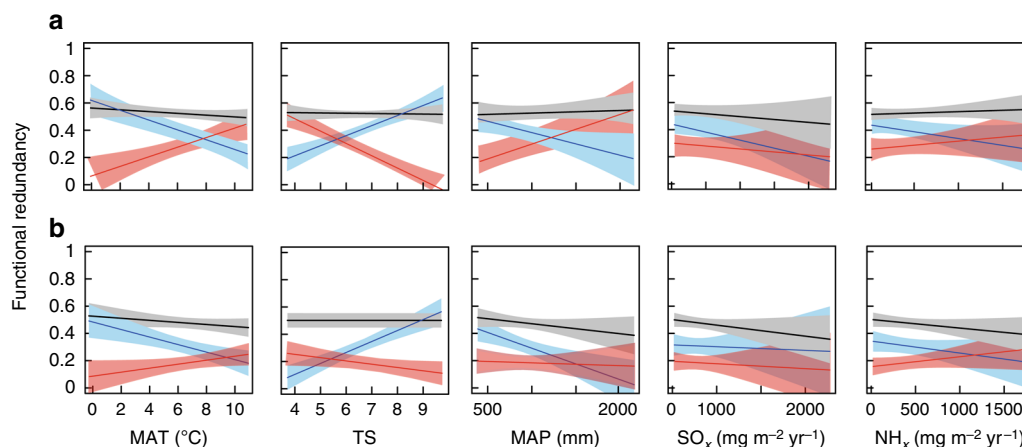 a
Functional redundancy
1
0.8
0.6
0.4
0.2
0
b
1
0.8
0.6
0.4
0.2
0
0 2 4 6 8 10
4 5 6 7 8 9
500 2000
0 1000 2000
0 500 1000 1500
MAT (°C)
TS
MAP (mm)
SOₓ (mg m⁻² yr⁻¹)
NHₓ (mg m⁻² yr⁻¹)